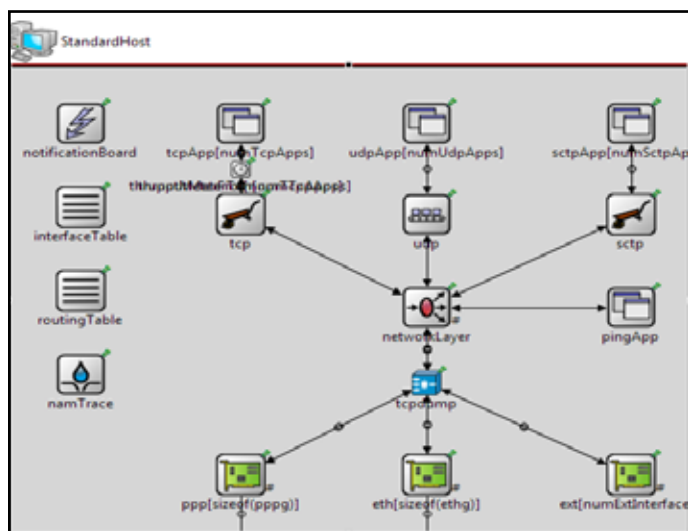 StandardHost
notificationBoard
tcpApp[numTcpApps]
udpApp[numUdpApps]
sctpApp[numSctpAp
interfaceTable
tcp
udp
sctp
routingTable
networkLayer
pingApp
namTrace
tcpdump
ppp[sizeof(pppg)]
eth[sizeof(ethg)]
ext[numExtInterface